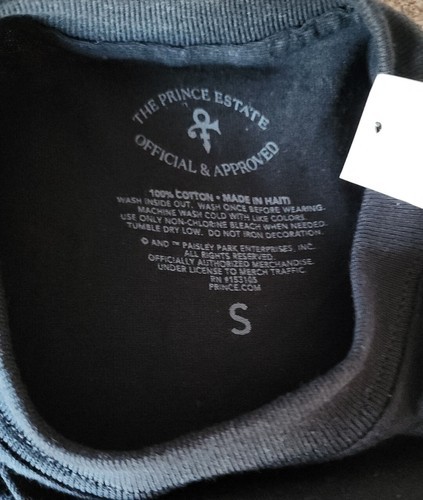 THE PRINCE ESTATE
OFFICIAL & APPROVED
100% COTTON • MADE IN HAITI
WASH INSIDE OUT. WASH ONCE BEFORE WEARING.
MACHINE WASH COLD WITH LIKE COLORS.
USE ONLY NON-CHLORINE BLEACH WHEN NEEDED.
TUMBLE DRY LOW. DO NOT IRON DECORATION.
© AND ™ PAISLEY PARK ENTERPRISES, INC.
ALL RIGHTS RESERVED.
OFFICIALLY AUTHORIZED MERCHANDISE.
UNDER LICENSE TO MERCH TRAFFIC.
RN #153105
PRINCE.COM
S